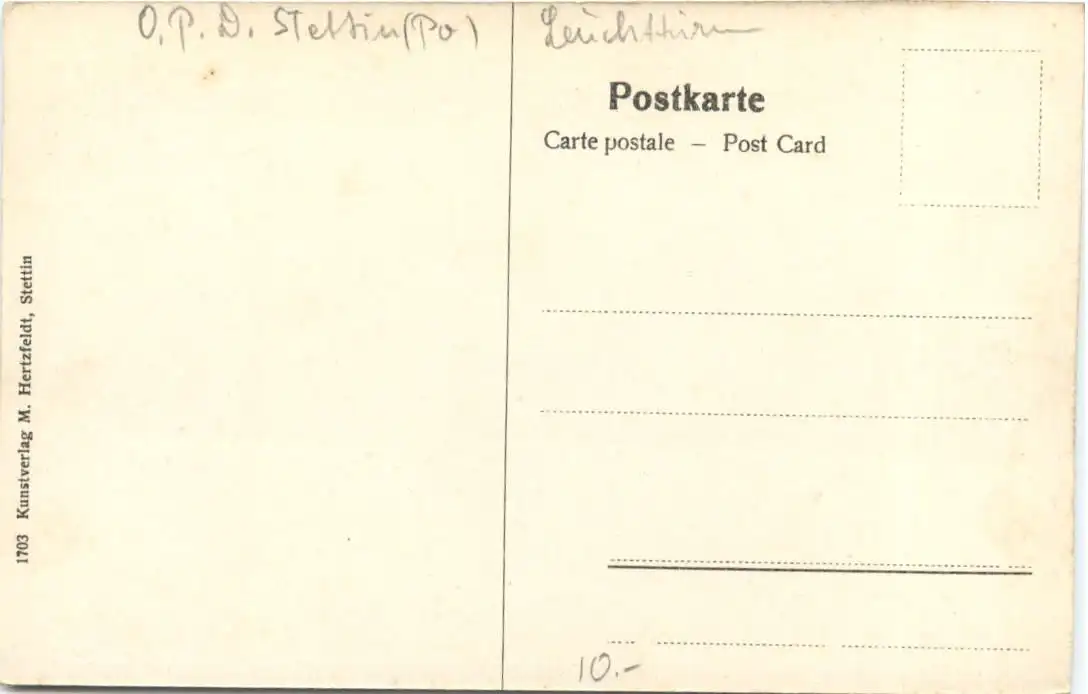 O. P. D. Stettin (Po)
Leuchtturm
Postkarte
Carte postale – Post Card
1703 Kunstverlag M. Hertzfeldt, Stettin
10.-